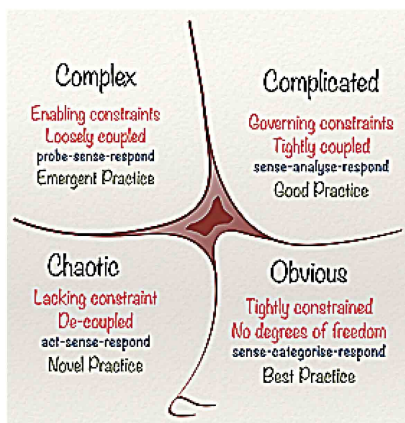 Complex
Enabling constraints
Loosely coupled
probe-sense-respond
Emergent Practice
Complicated
Governing constraints
Tightly coupled
sense-analyse-respond
Good Practice
Chaotic
Lacking constraint
De-coupled
act-sense-respond
Novel Practice
Obvious
Tightly constrained
No degrees of freedom
sense-categorise-respond
Best Practice